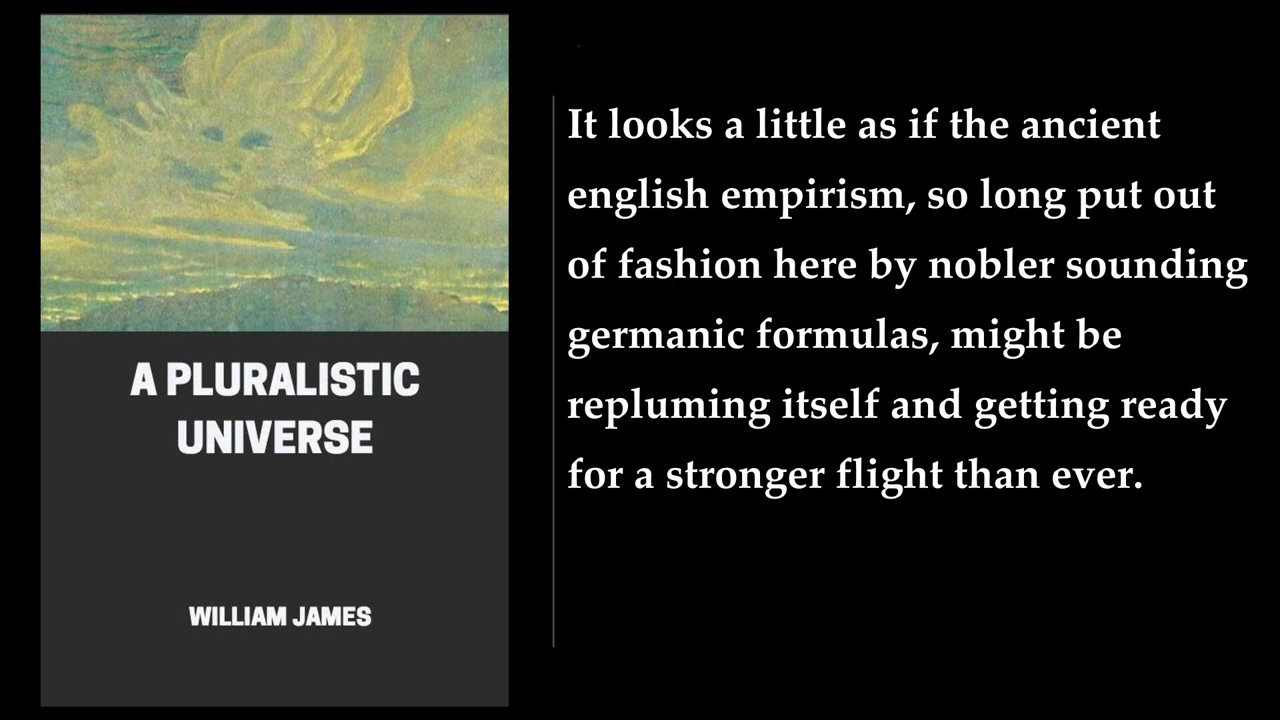 A PLURALISTIC
UNIVERSE
WILLIAM JAMES
It looks a little as if the ancient
english empirism, so long put out
of fashion here by nobler sounding
germanic formulas, might be
repluming itself and getting ready
for a stronger flight than ever.